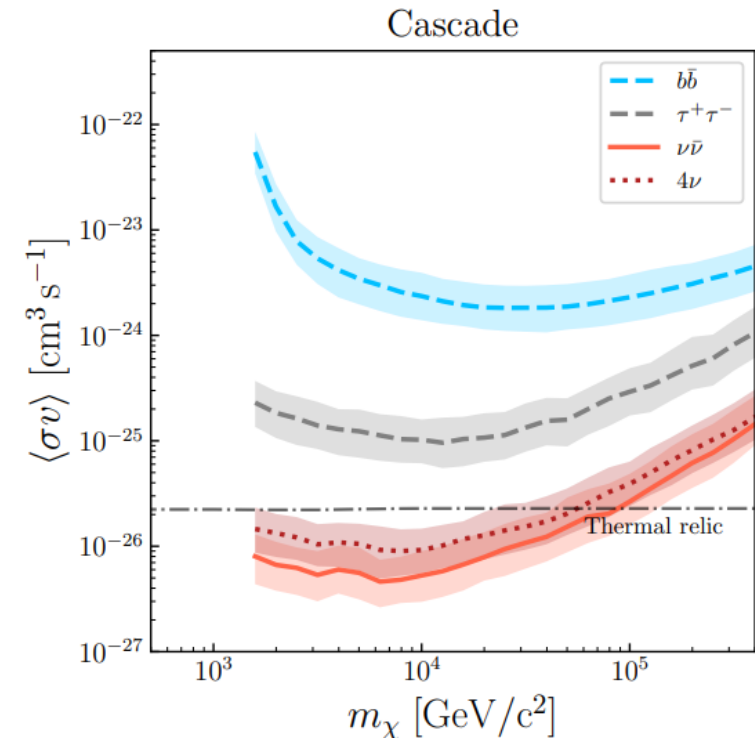 Cascade
bb̄
τ⁺τ⁻
νν̄
4ν
10⁻²²
10⁻²³
10⁻²⁴
10⁻²⁵
10⁻²⁶
10⁻²⁷
⟨σv⟩ [cm³ s⁻¹]
Thermal relic
10³
10⁴
10⁵
m_χ [GeV/c²]